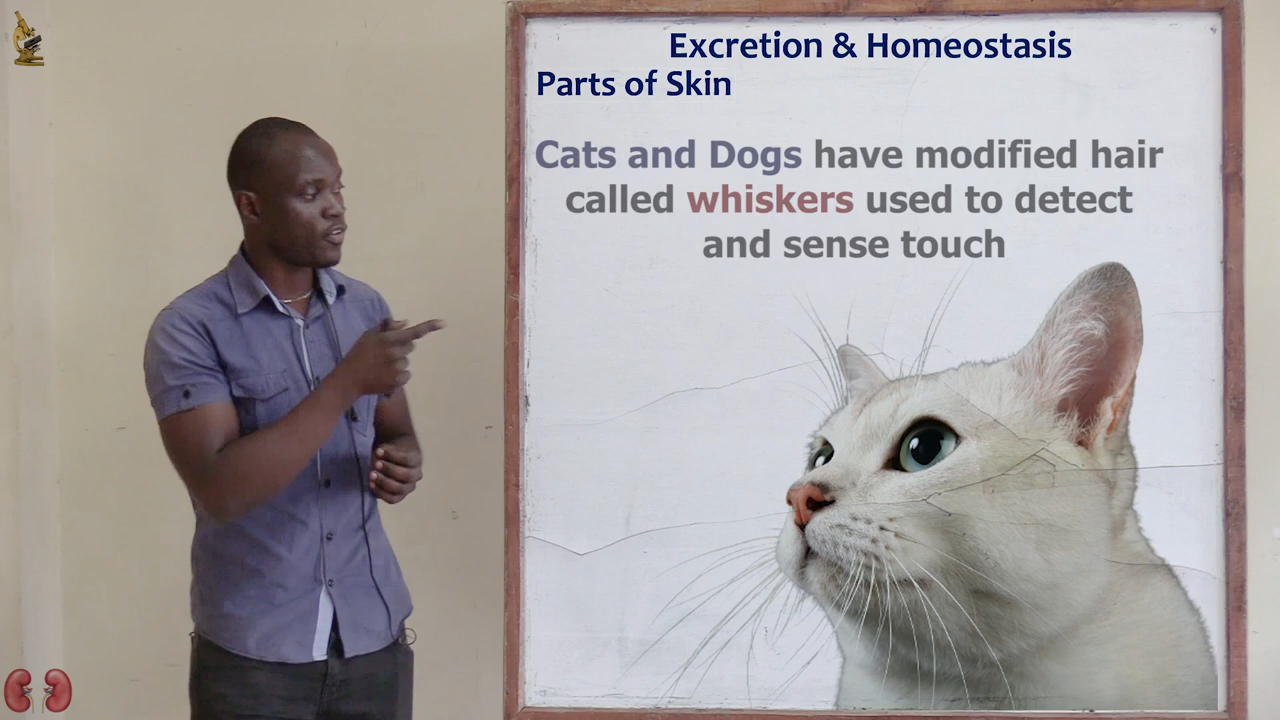 Excretion & Homeostasis
Parts of Skin
Cats and Dogs have modified hair
called whiskers used to detect
and sense touch